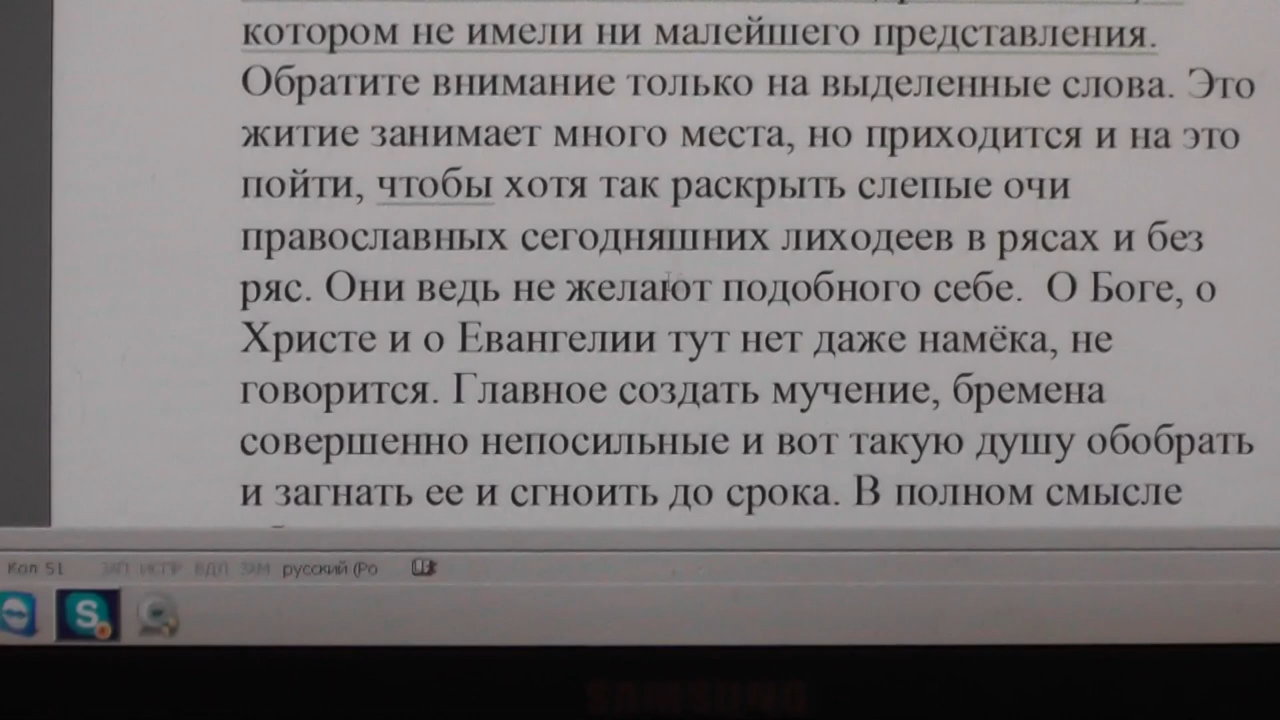 котором не имели ни малейшего представления.
Обратите внимание только на выделенные слова. Это
житие занимает много места, но приходится и на это
пойти, чтобы хотя так раскрыть слепые очи
православных сегодняшних лиходеев в рясах и без
ряс. Они ведь не желают подобного себе. О Боге, о
Христе и о Евангелии тут нет даже намёка, не
говорится. Главное создать мучение, бремена
совершенно непосильные и вот такую душу обобрать
и загнать ее и сгноить до срока. В полном смысле
Кол 51 ЗАП ИСПР ВДЛ ЗАМ русский (Ро
S
SAMSUNG